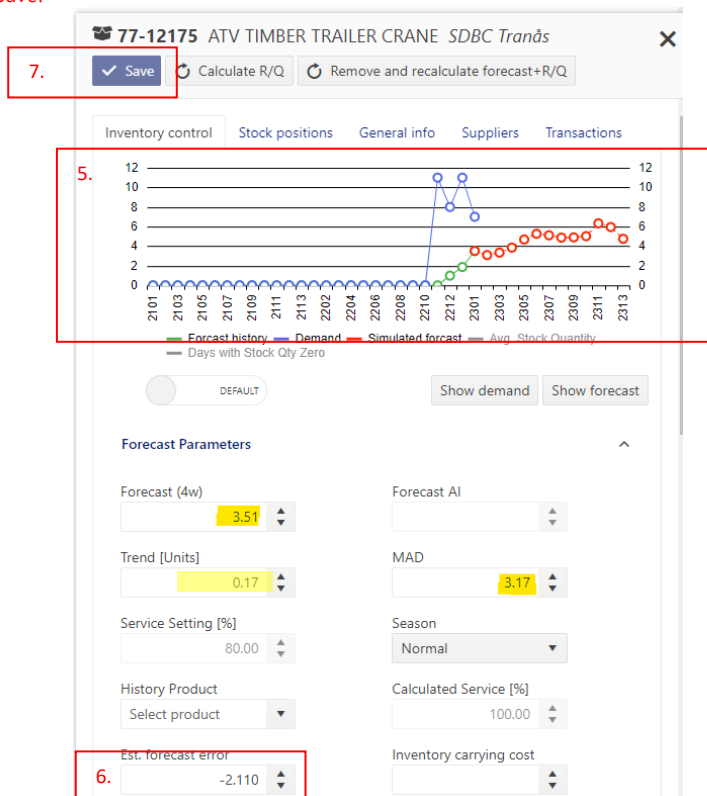 save.
77-12175 ATV TIMBER TRAILER CRANE SDBC Tranås
7. Save Calculate R/Q Remove and recalculate forecast+R/Q
Inventory control Stock positions General info Suppliers Transactions
5. 12 12
10 10
8 8
6 6
4 4
2 2
0 0
2101 2103 2105 2107 2109 2111 2113 2202 2204 2206 2208 2210 2212 2301 2303 2305 2307 2309 2311 2313
Forcast history Demand Simulated forcast Avg. Stock Quantity
Days with Stock Qty Zero
DEFAULT Show demand Show forecast
Forecast Parameters
Forecast (4w) Forecast AI
3.51
Trend [Units] MAD
0.17 3.17
Service Setting [%] Season
80.00 Normal
History Product Calculated Service [%]
Select product 100.00
Est. forecast error Inventory carrying cost
6. -2.110